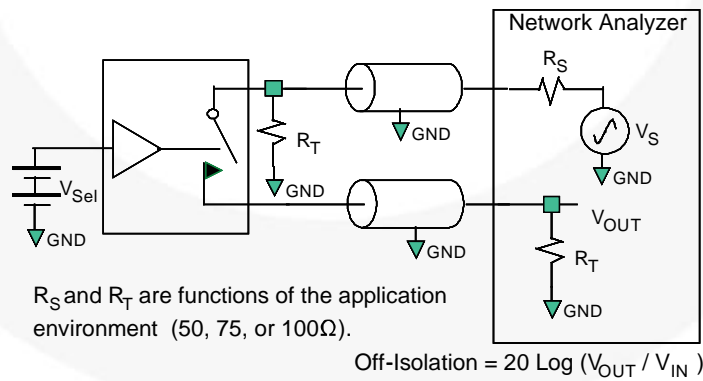 Network Analyzer
R_S
GND
R_T
V_S
GND
GND
V_Sel
GND
V_OUT
GND
R_T
GND
R_S and R_T are functions of the application
environment (50, 75, or 100Ω).
Off-Isolation = 20 Log (V_OUT / V_IN )